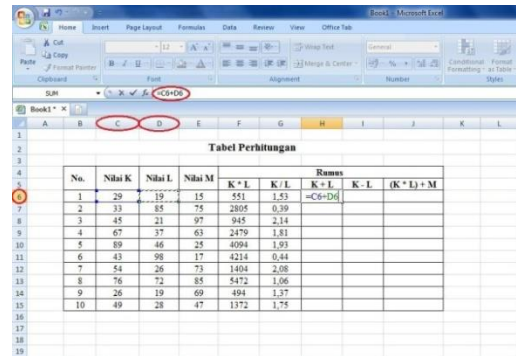 Book1 - Microsoft Excel
Home Insert Page Layout Formulas Data Review View Office Tab
Cut
Copy
Format Painter
Paste
12
Wrap Text
Merge & Center
General
Conditional Formatting
Format as Table
Clipboard Font Alignment Number Styles
SUM =C6+D6
Book1 *
A B C D E F G H I J K L
1
2 Tabel Perhitungan
3
4 No. Nilai K Nilai L Nilai M Rumus
5 K * L K / L K + L K - L (K * L) + M
6 1 29 19 15 551 1,53 =C6+D6
7 2 33 85 75 2805 0,39
8 3 45 21 97 945 2,14
9 4 67 37 63 2479 1,81
10 5 89 46 25 4094 1,93
11 6 43 98 17 4214 0,44
12 7 54 26 73 1404 2,08
13 8 76 72 85 5472 1,06
14 9 26 19 69 494 1,37
15 10 49 28 47 1372 1,75
16
17
18
19